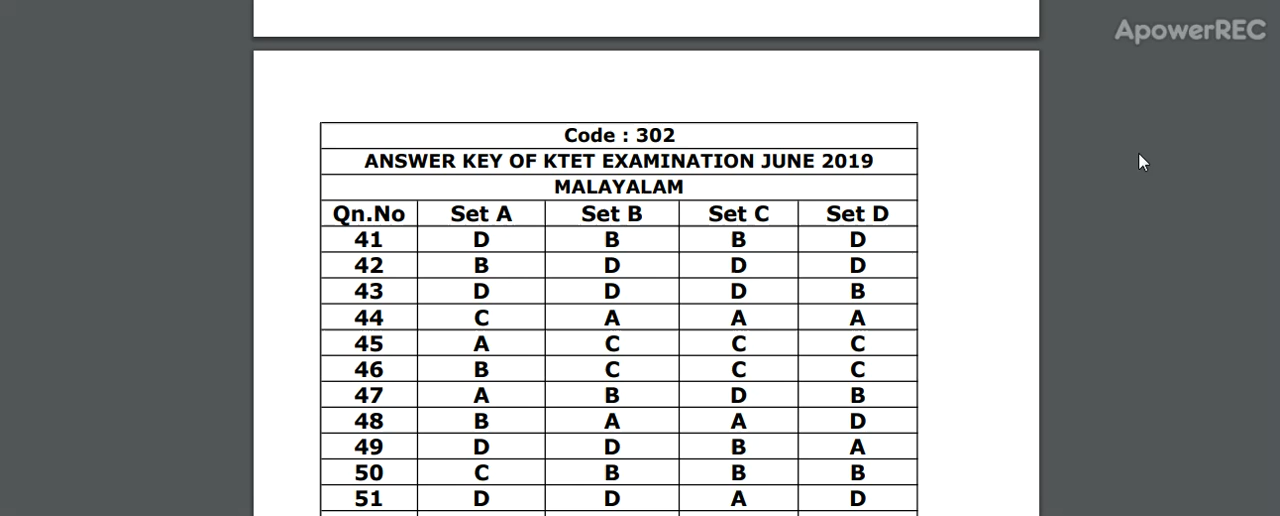 ApowerREC
Code : 302
ANSWER KEY OF KTET EXAMINATION JUNE 2019
MALAYALAM
Qn.No Set A Set B Set C Set D
41 D B B D
42 B D D D
43 D D D B
44 C A A A
45 A C C C
46 B C C C
47 A B D B
48 B A A D
49 D D B A
50 C B B B
51 D D A D